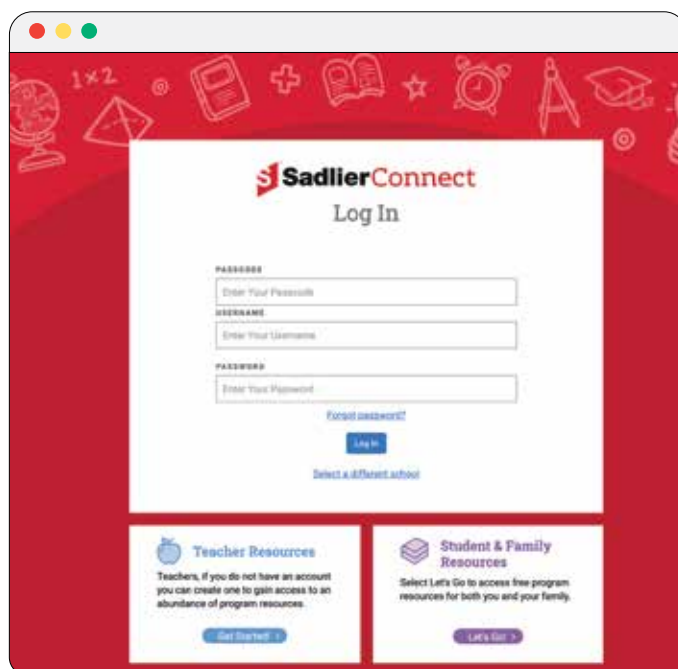 1×2
SadlierConnect
Log In
PASSCODE
Enter Your Passcode
USERNAME
Enter Your Username
PASSWORD
Enter Your Password
Forgot password?
Log In
Select a different school
Teacher Resources
Teachers, if you do not have an account
you can create one to gain access to an
abundance of program resources.
Get Started! >
Student & Family
Resources
Select Let's Go to access free program
resources for both you and your family.
Let's Go! >